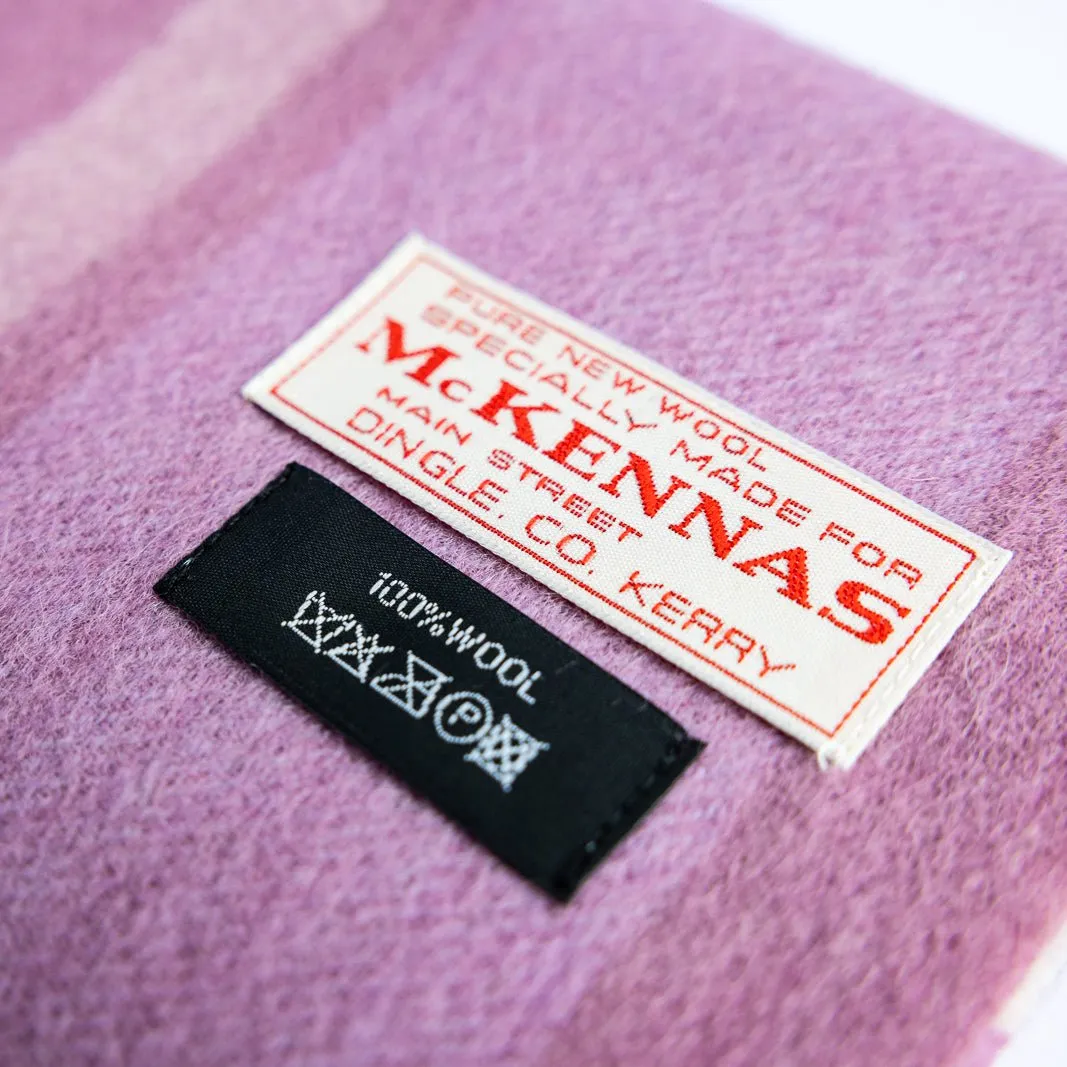 PURE NEW WOOL
SPECIALLY MADE FOR
McKENNAS
MAIN STREET
DINGLE, CO. KERRY
100% WOOL
P